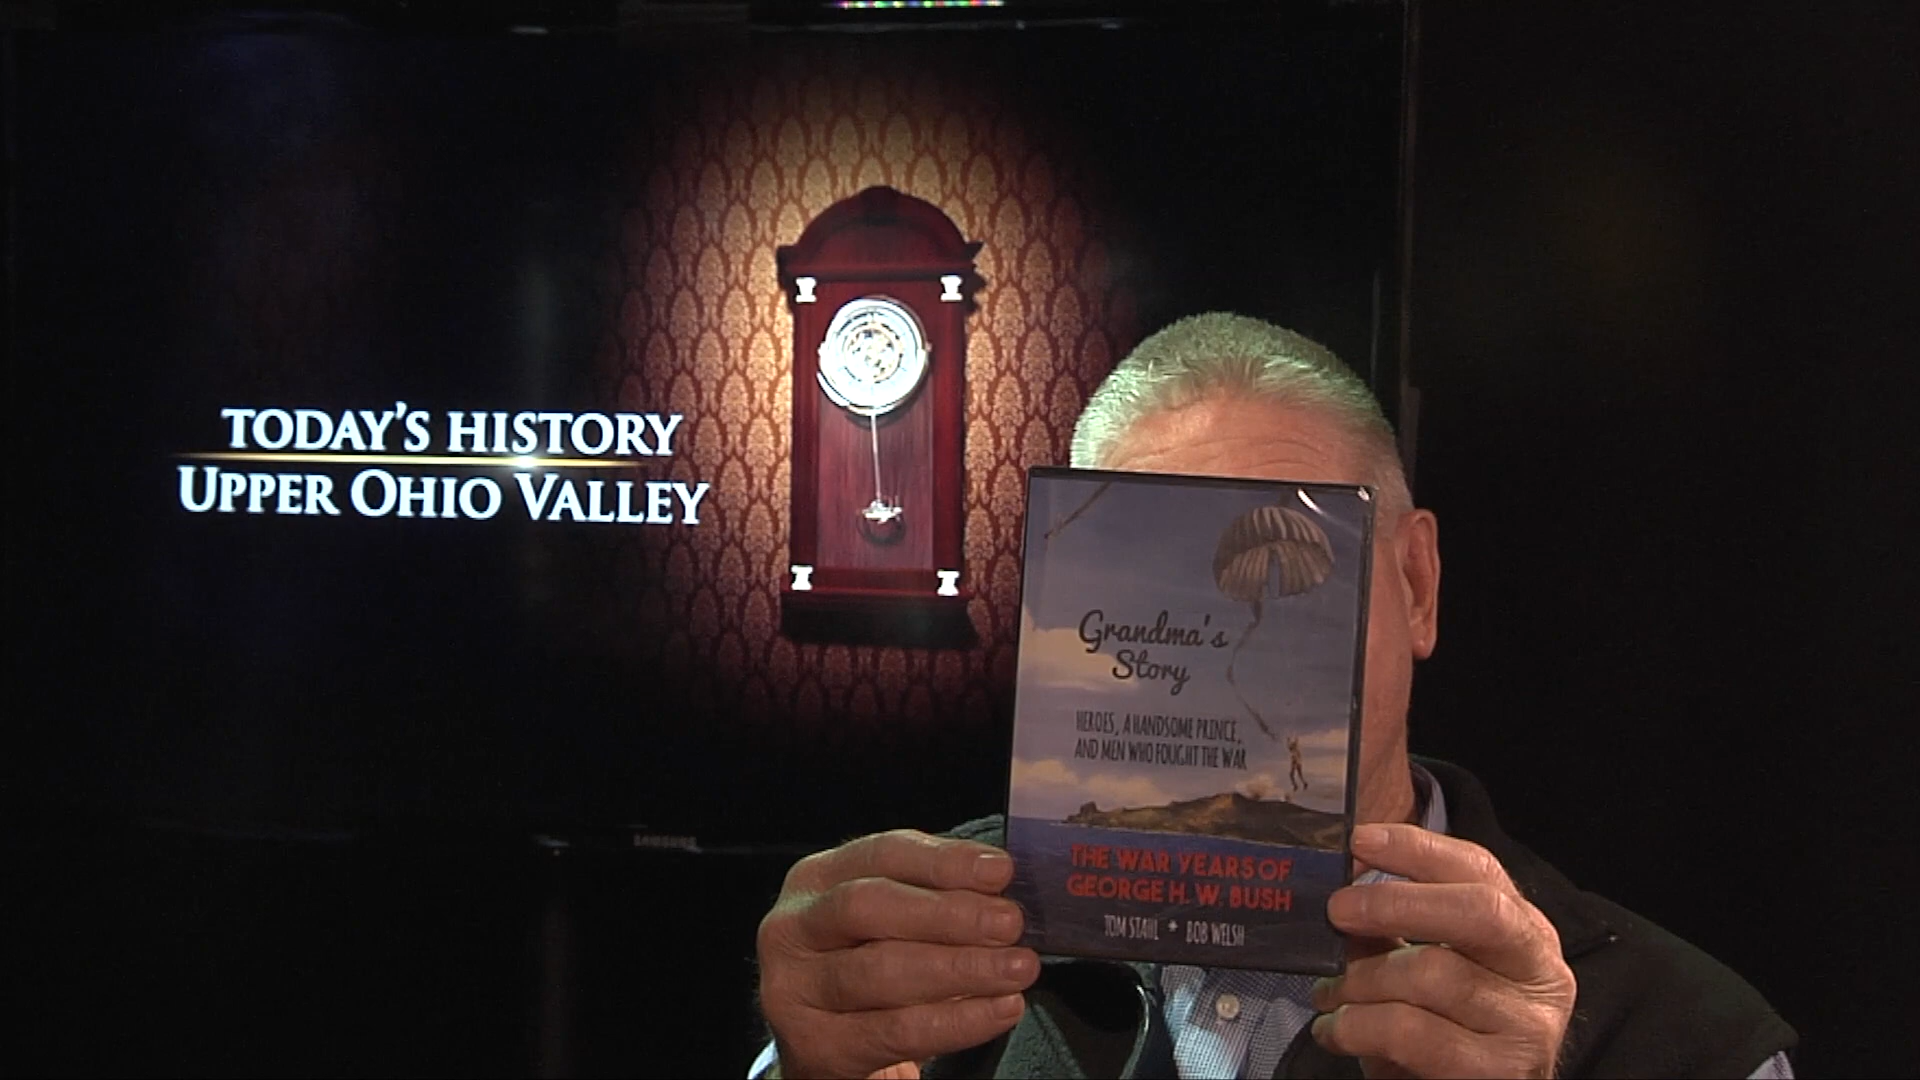 TODAY'S HISTORY
UPPER OHIO VALLEY
SAMSUNG
Grandma's
Story
HEROES, A HANDSOME PRINCE,
AND MEN WHO FOUGHT THE WAR
THE WAR YEARS OF
GEORGE H. W. BUSH
TOM STAHL * BOB WELSH